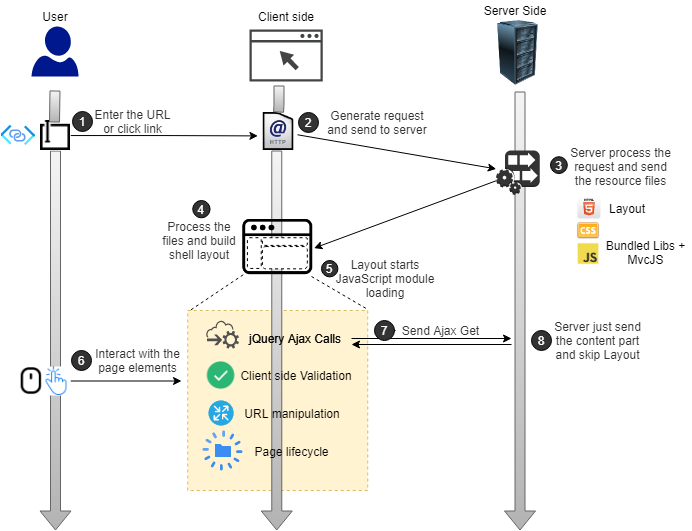 User
Client side
Server Side
1
Enter the URL
or click link
@
HTTP
2
Generate request
and send to server
3
Server process the
request and send
the resource files
HTML
5
Layout
CSS
JS
Bundled Libs +
MvcJS
4
Process the
files and build
shell layout
5
Layout starts
JavaScript module
loading
6
Interact with the
page elements
jQuery Ajax Calls
Client side Validation
URL manipulation
Page lifecycle
7
Send Ajax Get
8
Server just send
the content part
and skip Layout